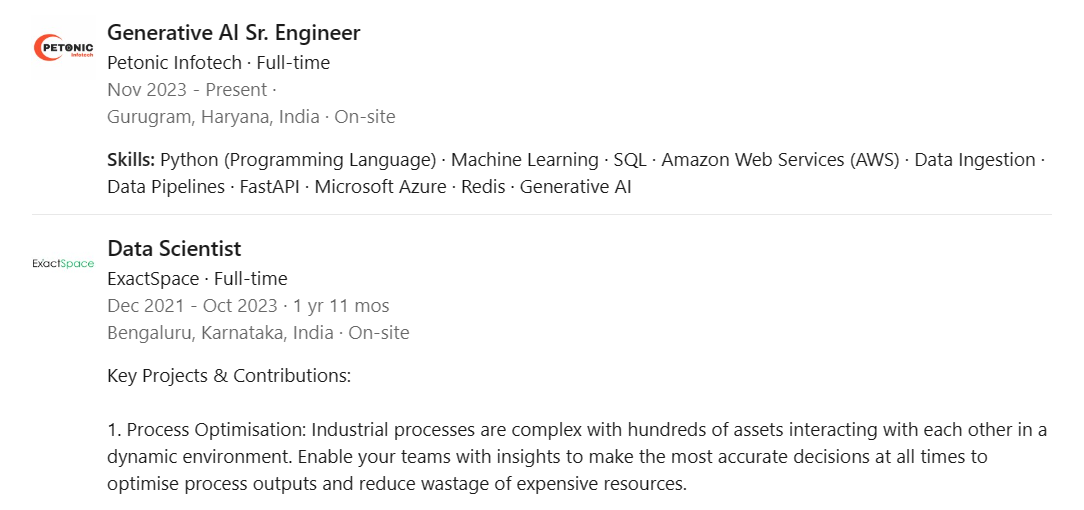 PETONIC
Infotech
Generative AI Sr. Engineer
Petonic Infotech · Full-time
Nov 2023 - Present ·
Gurugram, Haryana, India · On-site
Skills: Python (Programming Language) · Machine Learning · SQL · Amazon Web Services (AWS) · Data Ingestion ·
Data Pipelines · FastAPI · Microsoft Azure · Redis · Generative AI
ExactSpace
Data Scientist
ExactSpace · Full-time
Dec 2021 - Oct 2023 · 1 yr 11 mos
Bengaluru, Karnataka, India · On-site
Key Projects & Contributions:
1. Process Optimisation: Industrial processes are complex with hundreds of assets interacting with each other in a
dynamic environment. Enable your teams with insights to make the most accurate decisions at all times to
optimise process outputs and reduce wastage of expensive resources.